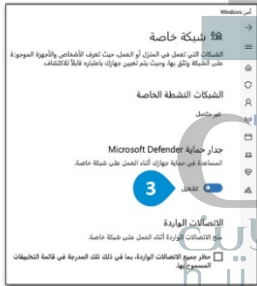 أمن Windows
شبكة خاصة
الشبكات التي تعمل في المنزل أو العمل، حيث تعرف الأشخاص والأجهزة الموجودة
على الشبكة وتثق بها، وحيث يتم تعيين جهازك باعتباره قابلاً للاكتشاف.
الشبكات النشطة الخاصة
غير متصل
جدار حماية Microsoft Defender
المساعدة في حماية جهازك أثناء العمل على شبكة خاصة.
تشغيل
3
الاتصالات الواردة
منع الاتصالات الواردة أثناء العمل على شبكة خاصة.
حظر جميع الاتصالات الواردة، بما في ذلك تلك المدرجة في قائمة التطبيقات
المسموح بها.